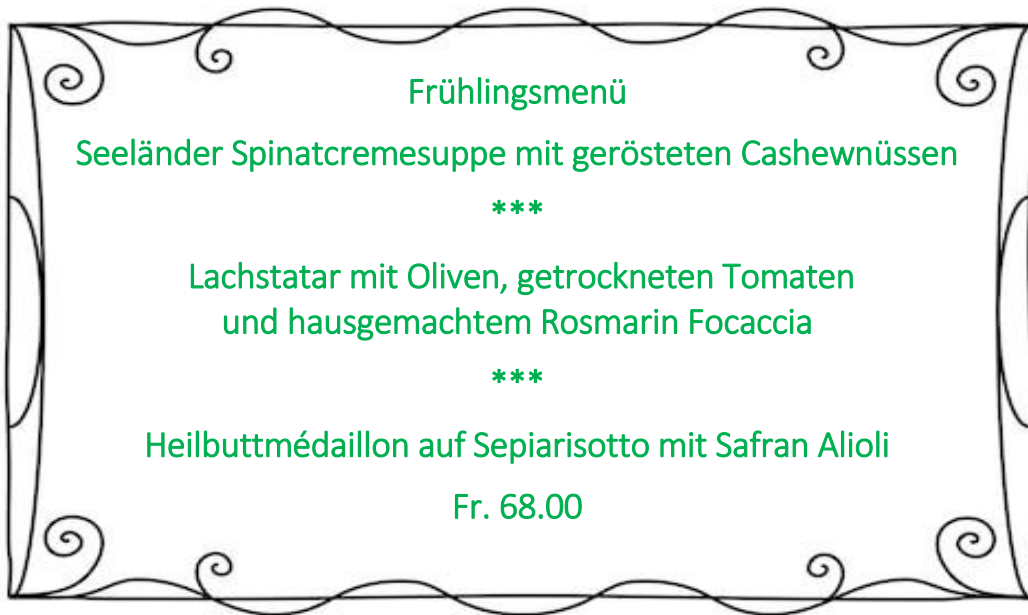 Frühlingsmenü
Seeländer Spinatcremesuppe mit gerösteten Cashewnüssen
***
Lachstatar mit Oliven, getrockneten Tomaten
und hausgemachtem Rosmarin Focaccia
***
Heilbuttmédaillon auf Sepiarisotto mit Safran Alioli
Fr. 68.00